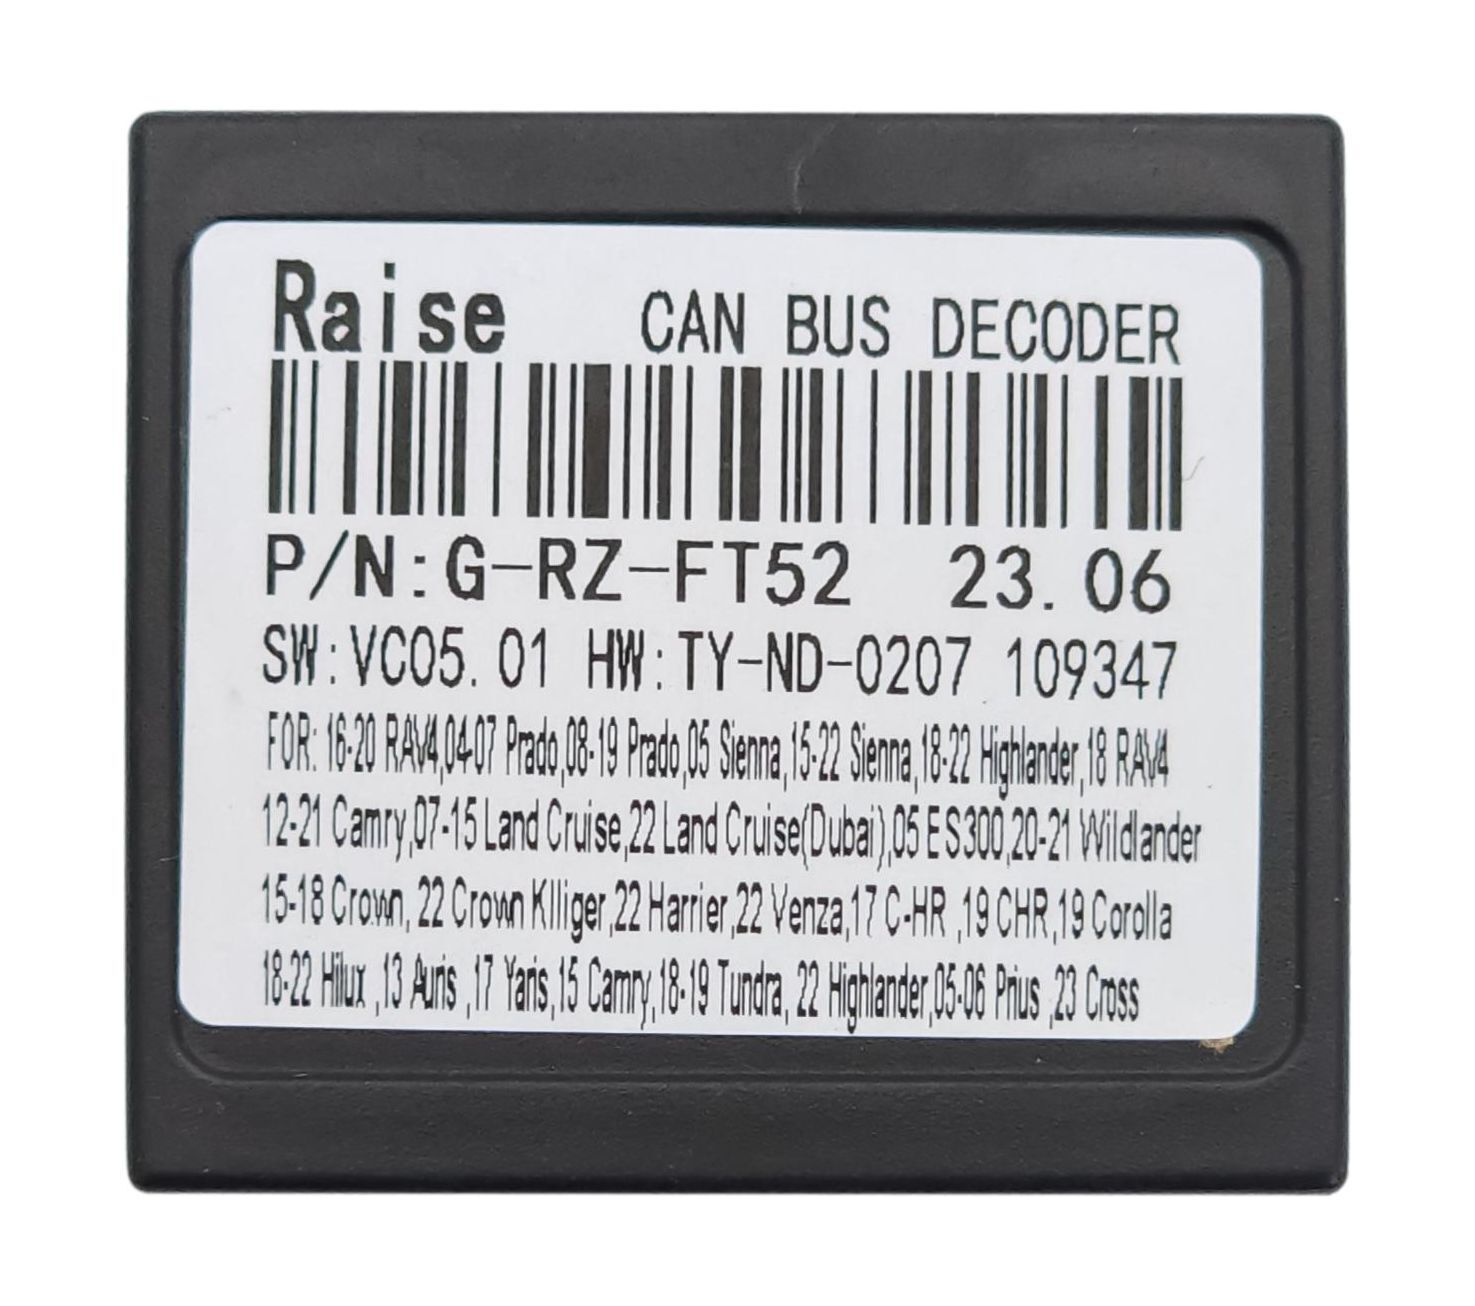 Raise CAN BUS DECODER
P/N:G-RZ-FT52 23.06
SW:VC05.01 HW:TY-ND-0207 109347
FOR: 16-20 RAV4,04-07 Prado,08-19 Prado,05 Sienna,15-22 Sienna,18-22 Highlander,18 RAV4
12-21 Camry,07-15 Land Cruise,22 Land Cruise(Dubai),05 ES300,20-21 Wildlander
15-18 Crown, 22 Crown Klliger,22 Harrier,22 Venza,17 C-HR ,19 CHR,19 Corolla
18-22 Hilux ,13 Auris ,17 Yaris,15 Camry,18-19 Tundra, 22 Highlander,05-06 Prius ,23 Cross